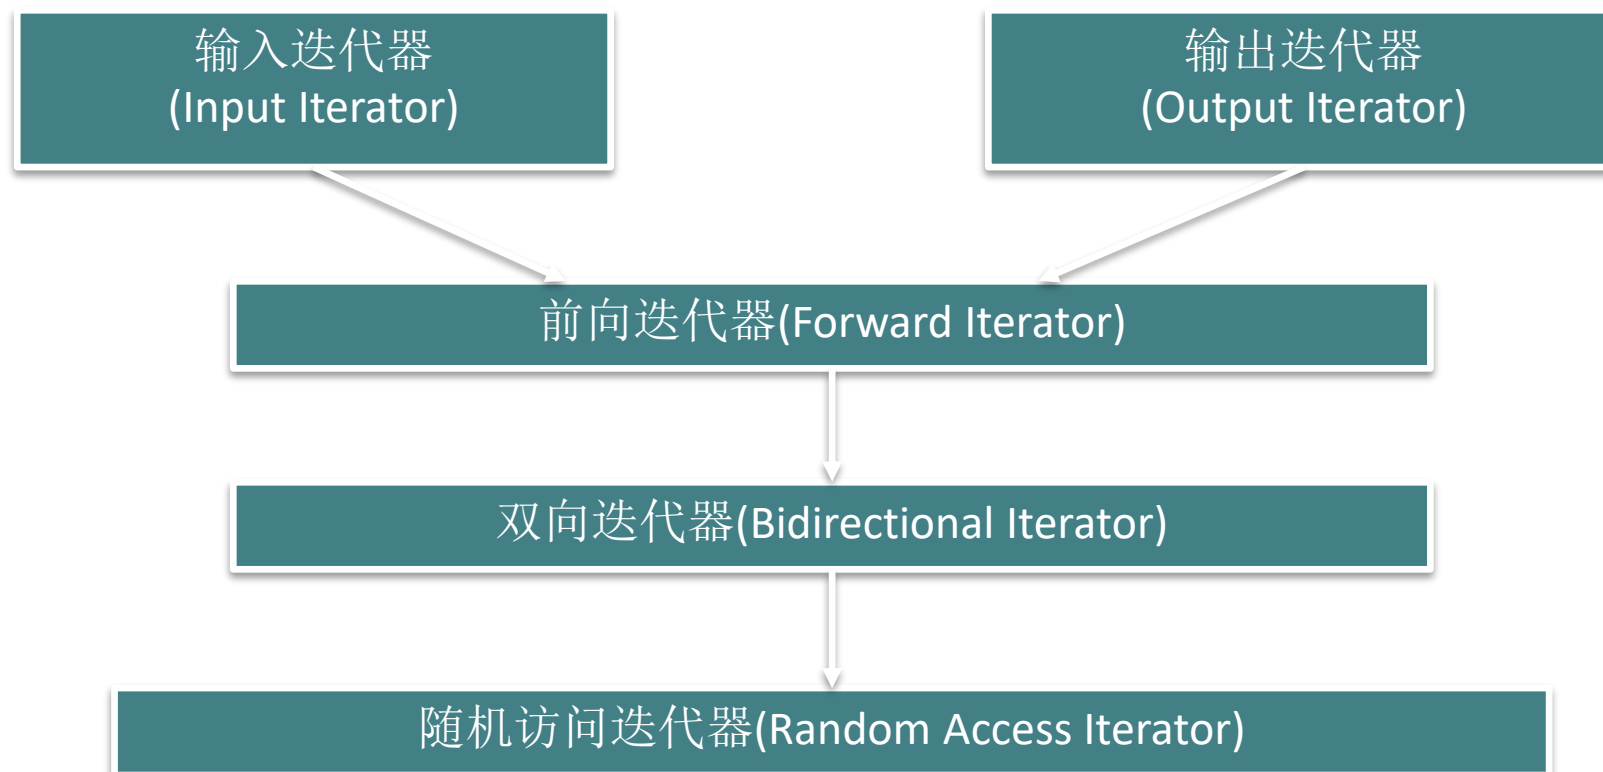 输入迭代器
(Input Iterator)
输出迭代器
(Output Iterator)
前向迭代器(Forward Iterator)
双向迭代器(Bidirectional Iterator)
随机访问迭代器(Random Access Iterator)